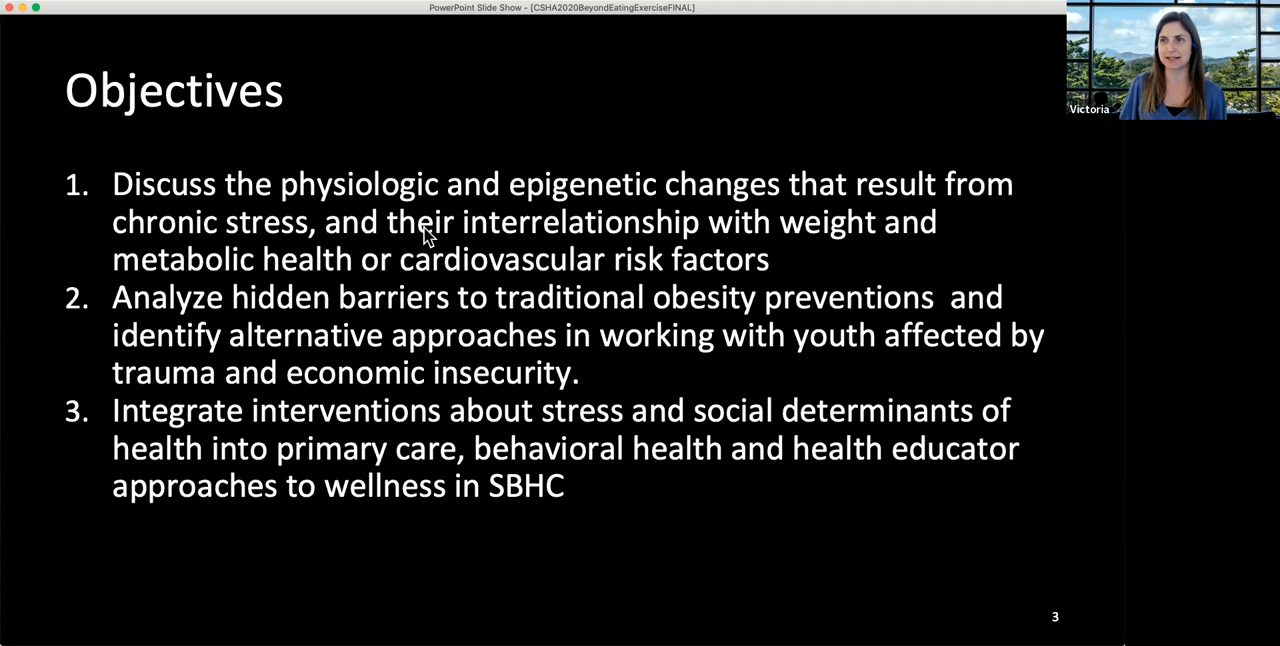 PowerPoint Slide Show - [CSHA2020BeyondEatingExerciseFINAL]
Victoria
Objectives
1. Discuss the physiologic and epigenetic changes that result from
chronic stress, and their interrelationship with weight and
metabolic health or cardiovascular risk factors
2. Analyze hidden barriers to traditional obesity preventions  and
identify alternative approaches in working with youth affected by
trauma and economic insecurity.
3. Integrate interventions about stress and social determinants of
health into primary care, behavioral health and health educator
approaches to wellness in SBHC
3